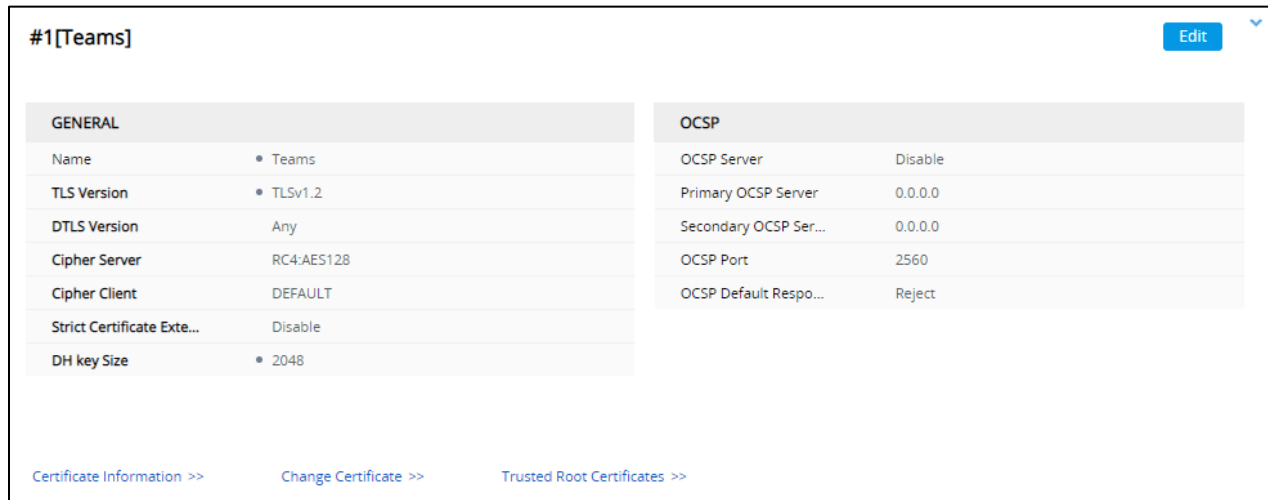 #1[Teams]
Edit
GENERAL
Name • Teams
TLS Version • TLSv1.2
DTLS Version Any
Cipher Server RC4:AES128
Cipher Client DEFAULT
Strict Certificate Exte... Disable
DH key Size • 2048
OCSP
OCSP Server Disable
Primary OCSP Server 0.0.0.0
Secondary OCSP Ser... 0.0.0.0
OCSP Port 2560
OCSP Default Respo... Reject
Certificate Information >> Change Certificate >> Trusted Root Certificates >>